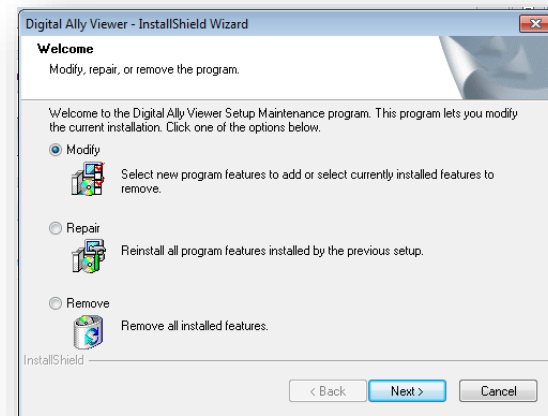 Digital Ally Viewer - InstallShield Wizard
Welcome
Modify, repair, or remove the program.
Welcome to the Digital Ally Viewer Setup Maintenance program. This program lets you modify
the current installation. Click one of the options below.
Modify
Select new program features to add or select currently installed features to
remove.
Repair
Reinstall all program features installed by the previous setup.
Remove
Remove all installed features.
InstallShield
< Back
Next >
Cancel